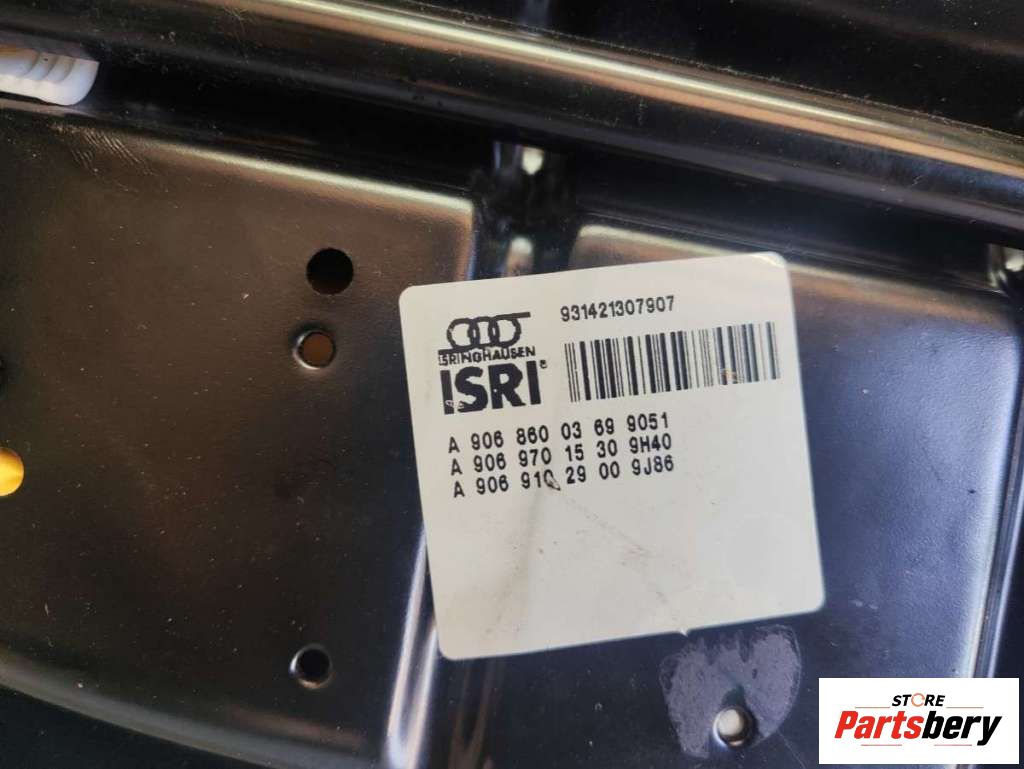 931421307907
ISRINGHAUSEN
ISRI®
A 906 860 03 69 9051
A 906 970 15 30 9H40
A 906 910 29 00 9J86
STORE
Partsbery